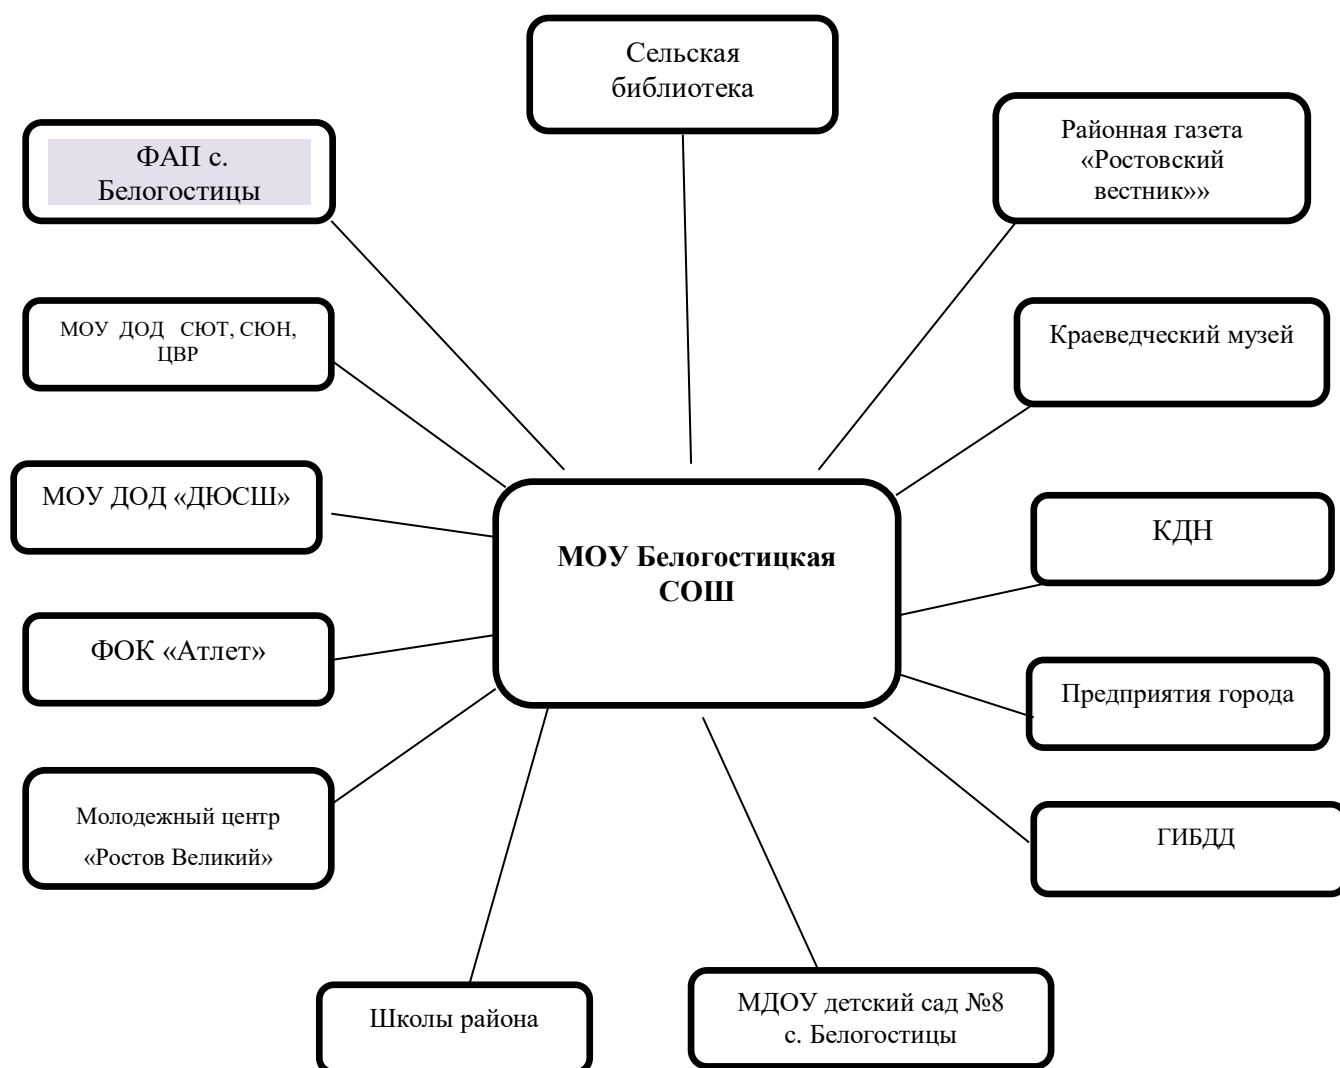 Сельская
библиотека
Районная газета
«Ростовский
вестник»»
ФАП с.
Белогостицы
МОУ  ДОД   СЮТ, СЮН,
ЦВР
Краеведческий музей
МОУ ДОД «ДЮСШ»
КДН
МОУ Белогостицкая
СОШ
ФОК «Атлет»
Предприятия города
Молодежный центр
«Ростов Великий»
ГИБДД
Школы района
МДОУ детский сад №8
с. Белогостицы